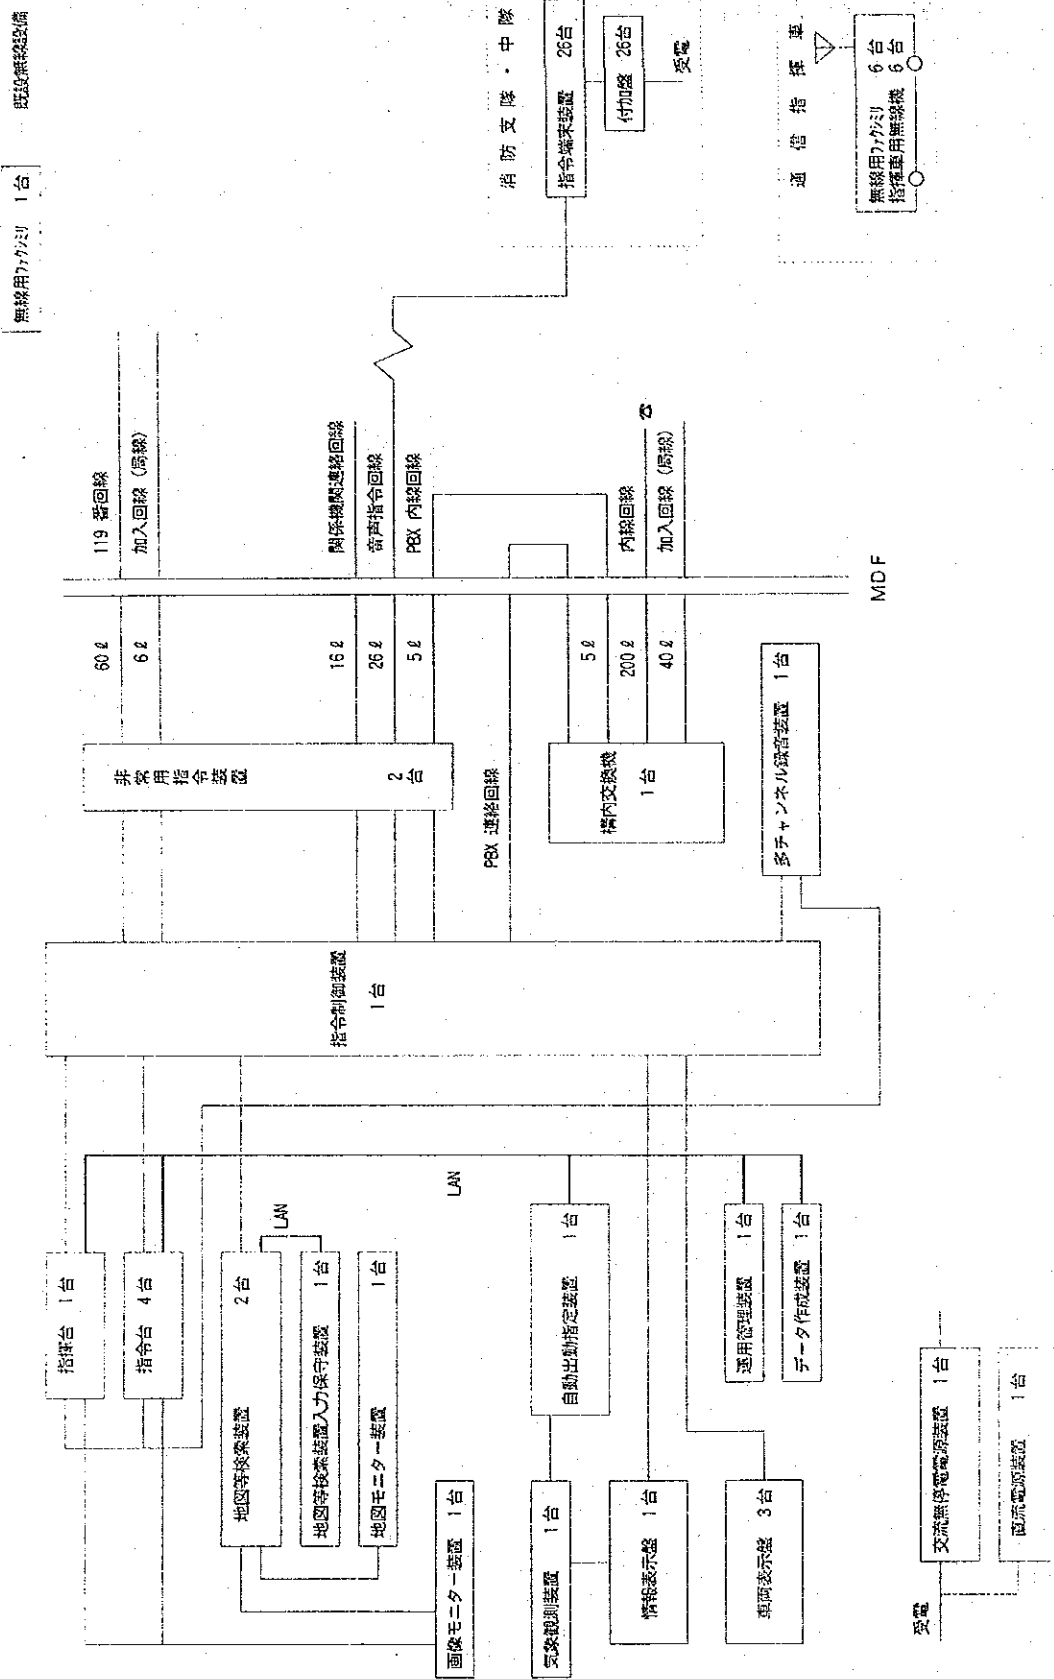 無線用ファクシミリ 1台
既設無線設備
119 番回線
加入回線（局線）
関係機関連絡回線
音声指令回線
PBX 内線回線
内線回線
加入回線（局線）
60ℓ
6ℓ
16ℓ
26ℓ
5ℓ
5ℓ
200ℓ
40ℓ
MDF
消防支隊・中隊
指令端末装置 26台
付加盤 26台
受電
通信指揮車
無線用ファクシミリ 6台
指揮車用無線機 6台
非常用指令装置 2台
PBX 連絡回線
構内交換機
1台
多チャンネル録音装置 1台
指令制御装置
1台
指揮台 1台
指令台 4台
LAN
地図等検索装置 2台
地図等検索装置入力保守装置 1台
地図モニター装置 1台
LAN
自動出動指定装置 1台
運用管理装置 1台
データ作成装置 1台
画像モニター装置 1台
気象観測装置 1台
情報表示盤 1台
車両表示盤 3台
受電
交流無停電電源装置 1台
直流電源装置 1台